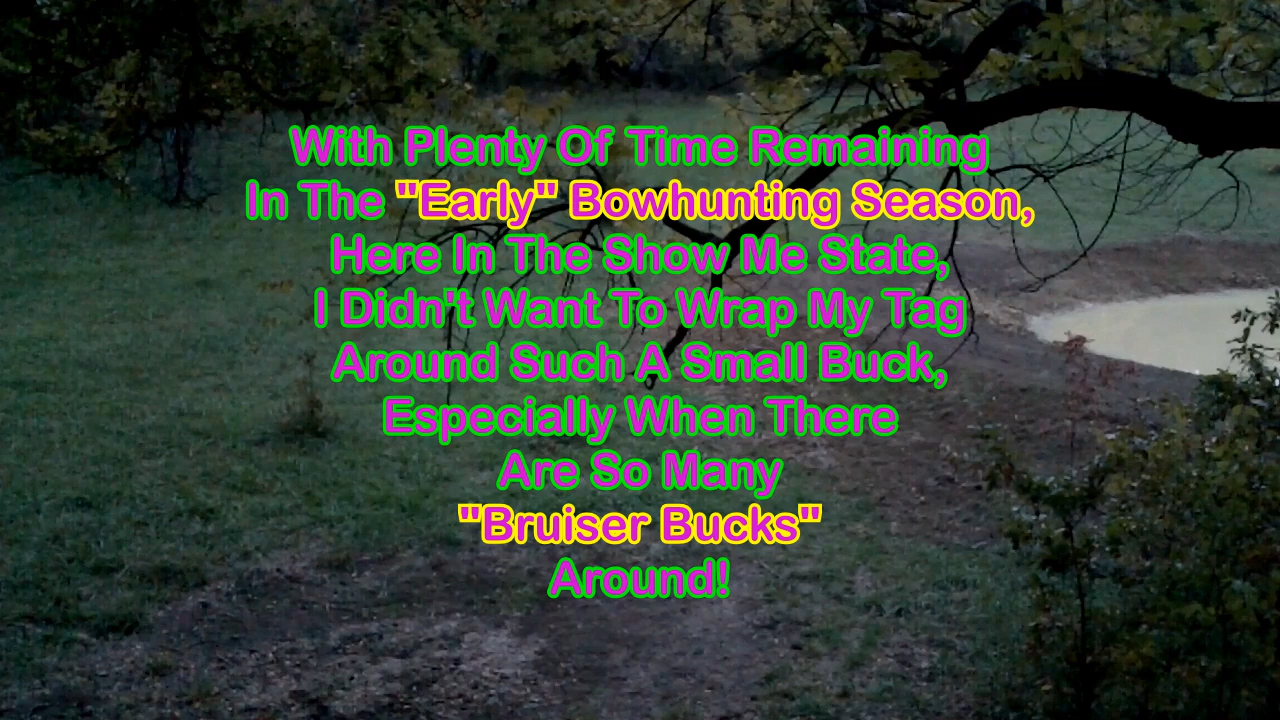 With Plenty Of Time Remaining
In The "Early" Bowhunting Season,
Here In The Show Me State,
I Didn't Want To Wrap My Tag
Around Such A Small Buck,
Especially When There
Are So Many
"Bruiser Bucks"
Around!